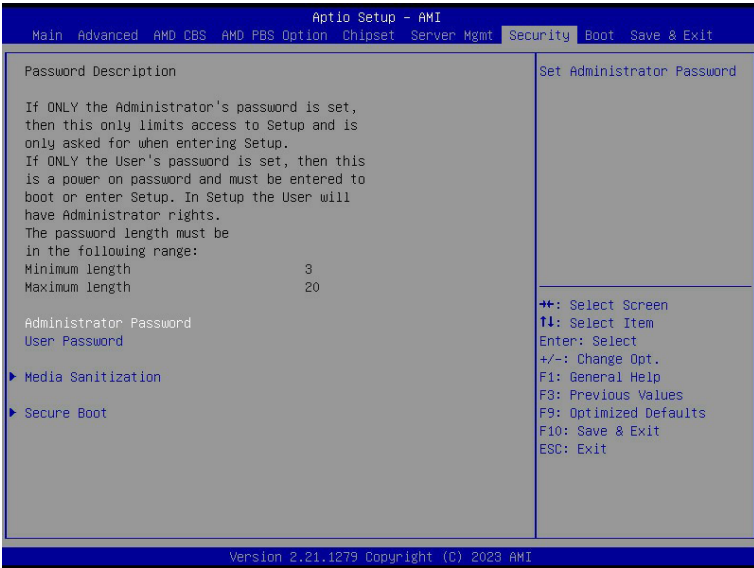 Aptio Setup - AMI
Main Advanced AMD CBS AMD PBS Option Chipset Server Mgmt Security Boot Save & Exit
Password Description
If ONLY the Administrator's password is set,
then this only limits access to Setup and is
only asked for when entering Setup.
If ONLY the User's password is set, then this
is a power on password and must be entered to
boot or enter Setup. In Setup the User will
have Administrator rights.
The password length must be
in the following range:
Minimum length 3
Maximum length 20
Administrator Password
User Password
Media Sanitization
Secure Boot
Set Administrator Password
→←: Select Screen
↑↓: Select Item
Enter: Select
+/-: Change Opt.
F1: General Help
F3: Previous Values
F9: Optimized Defaults
F10: Save & Exit
ESC: Exit
Version 2.21.1279 Copyright (C) 2023 AMI